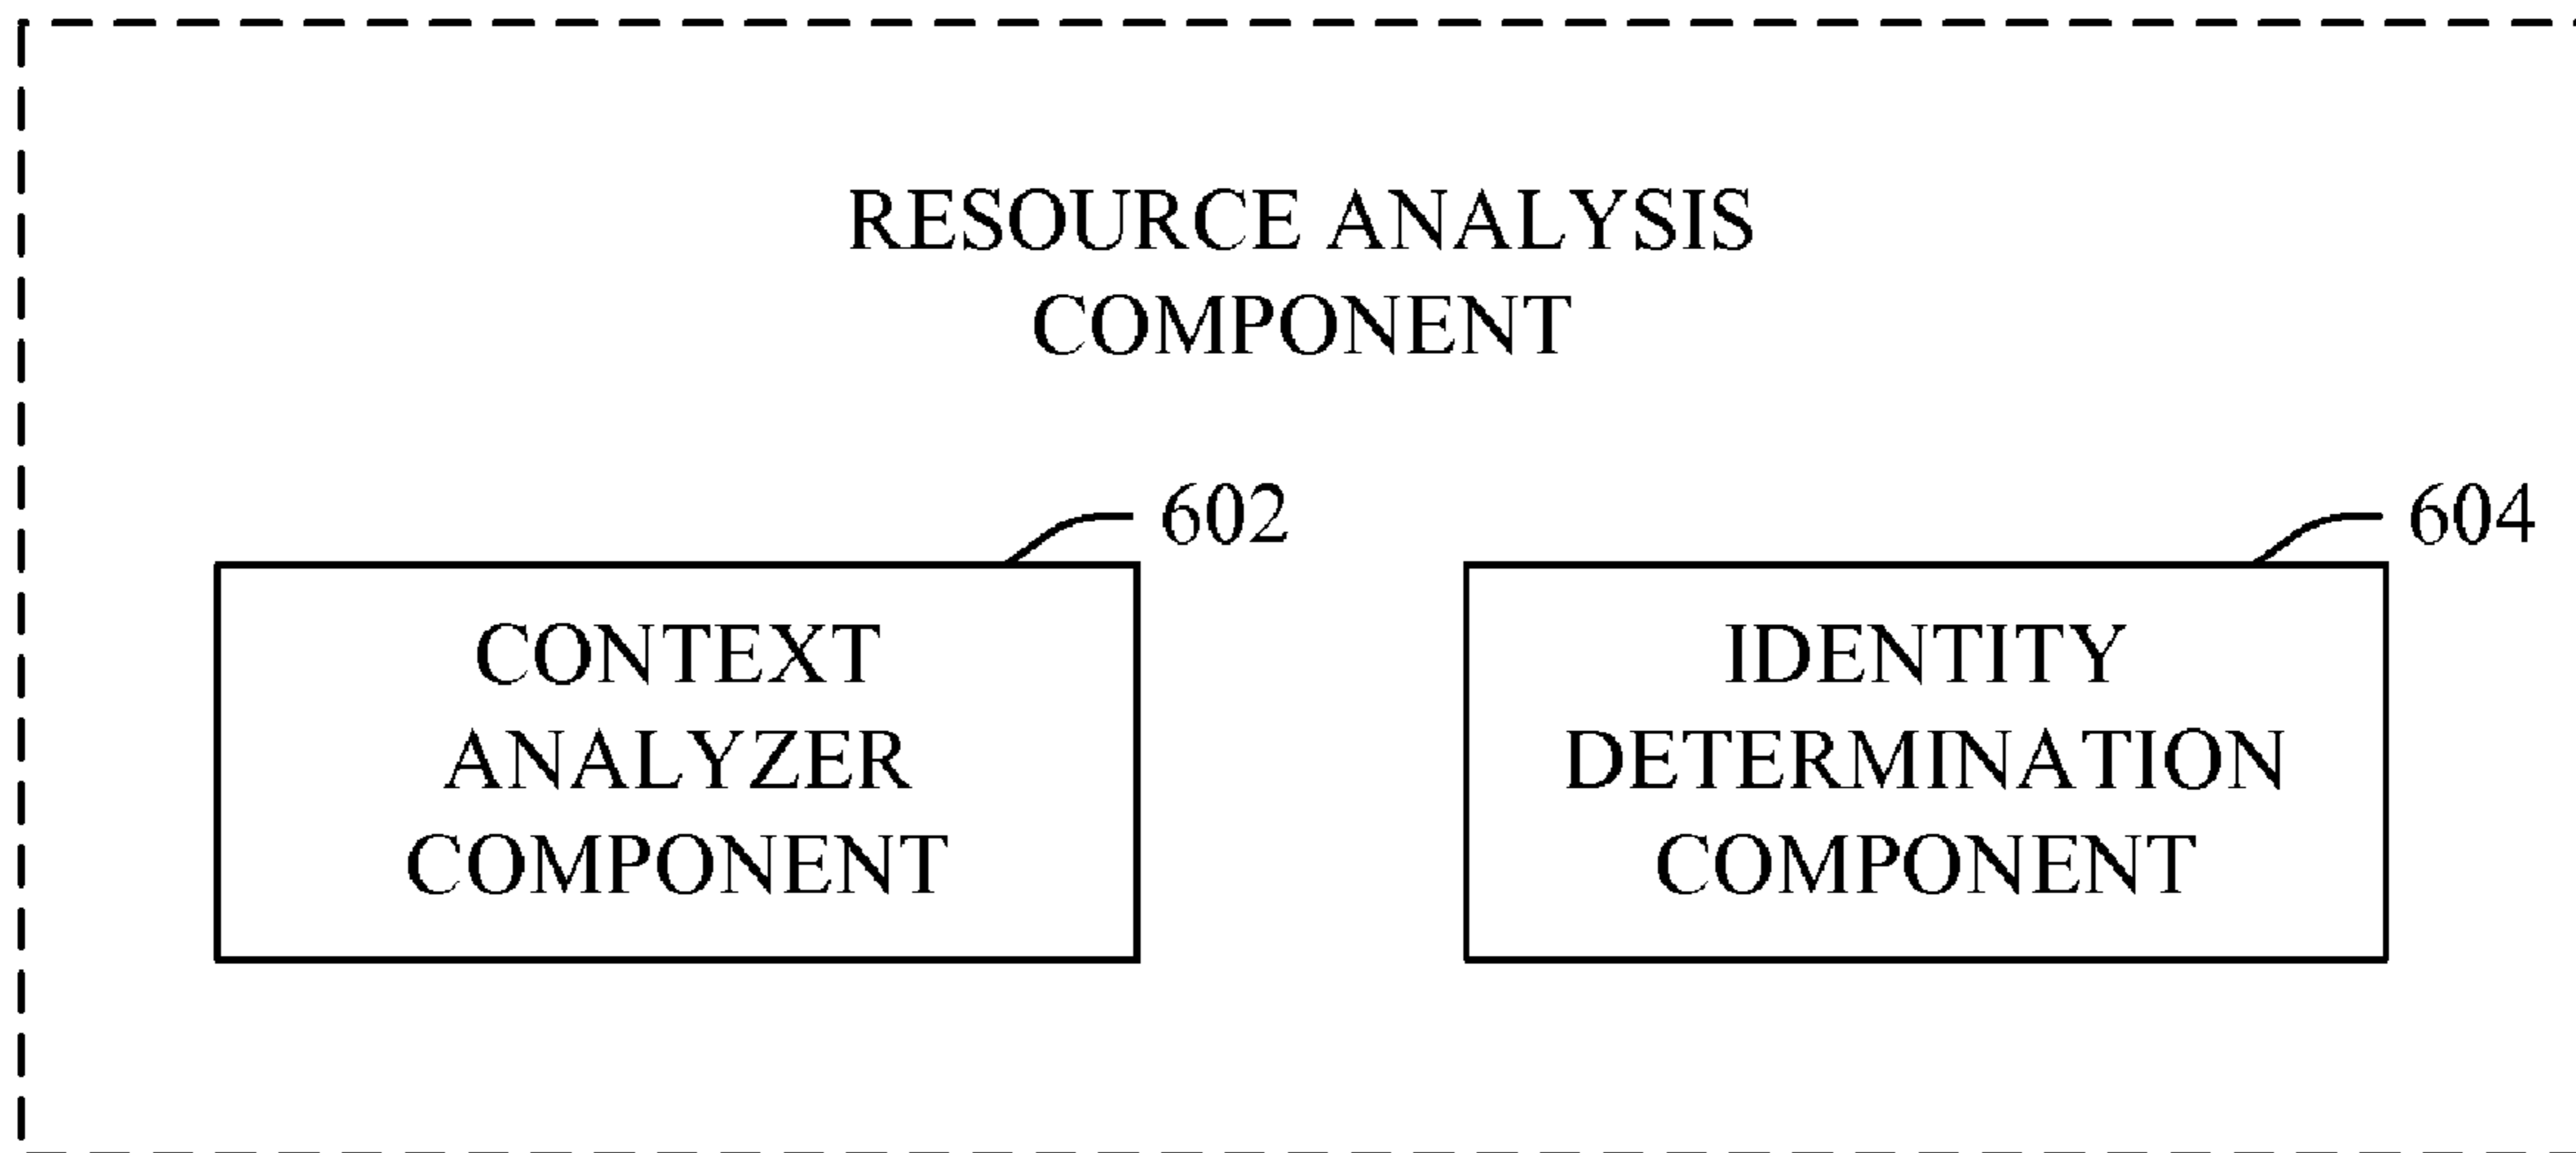 RESOURCE ANALYSIS
COMPONENT
602
604
CONTEXT
ANALYZER
COMPONENT
IDENTITY
DETERMINATION
COMPONENT